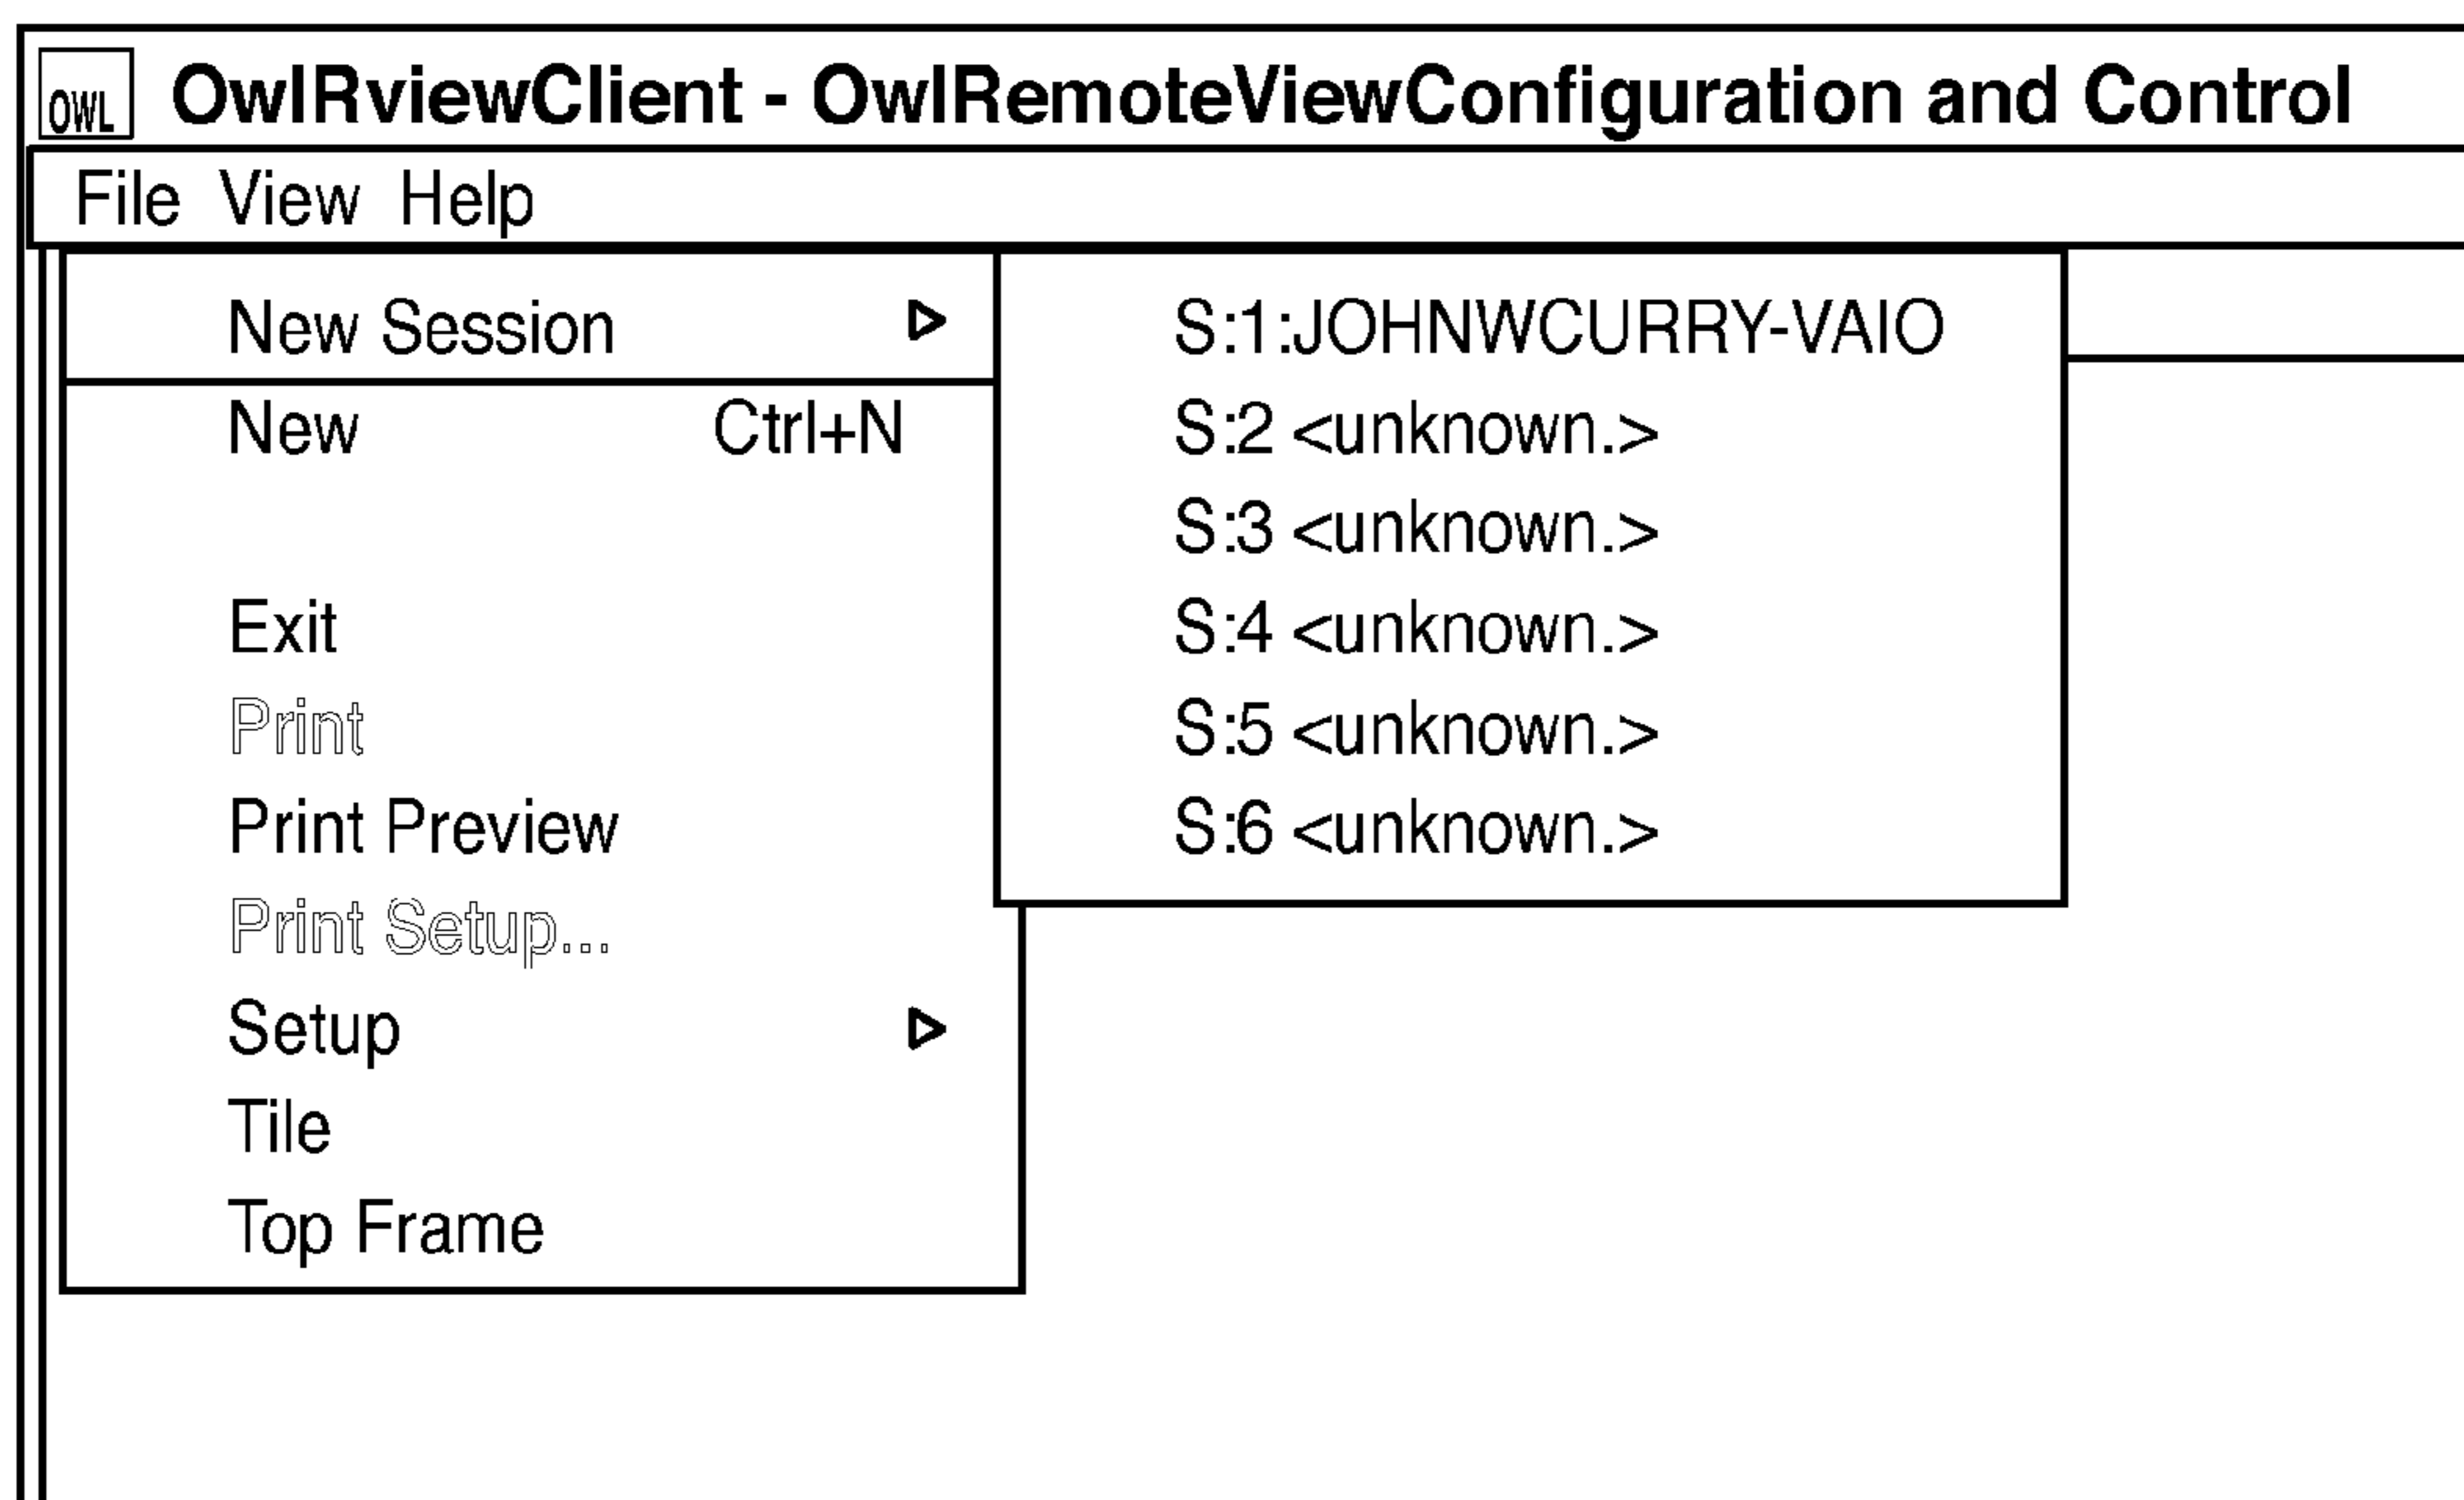 OWL OwlRviewClient - OwlRemoteViewConfiguration and Control
File View Help
New Session
New Ctrl+N
Exit
Print
Print Preview
Print Setup...
Setup
Tile
Top Frame
S:1:JOHNWCURRY-VAIO
S:2 <unknown.>
S:3 <unknown.>
S:4 <unknown.>
S:5 <unknown.>
S:6 <unknown.>